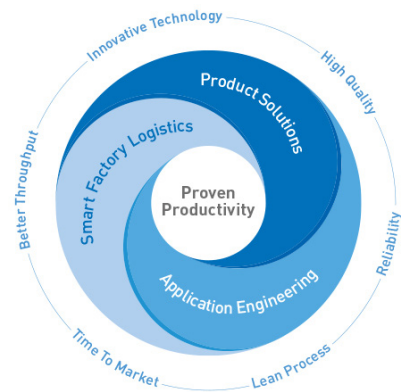 Innovative Technology
High Quality
Product Solutions
Smart Factory Logistics
Better Throughput
Proven
Productivity
Reliability
Application Engineering
Time To Market
Lean Process